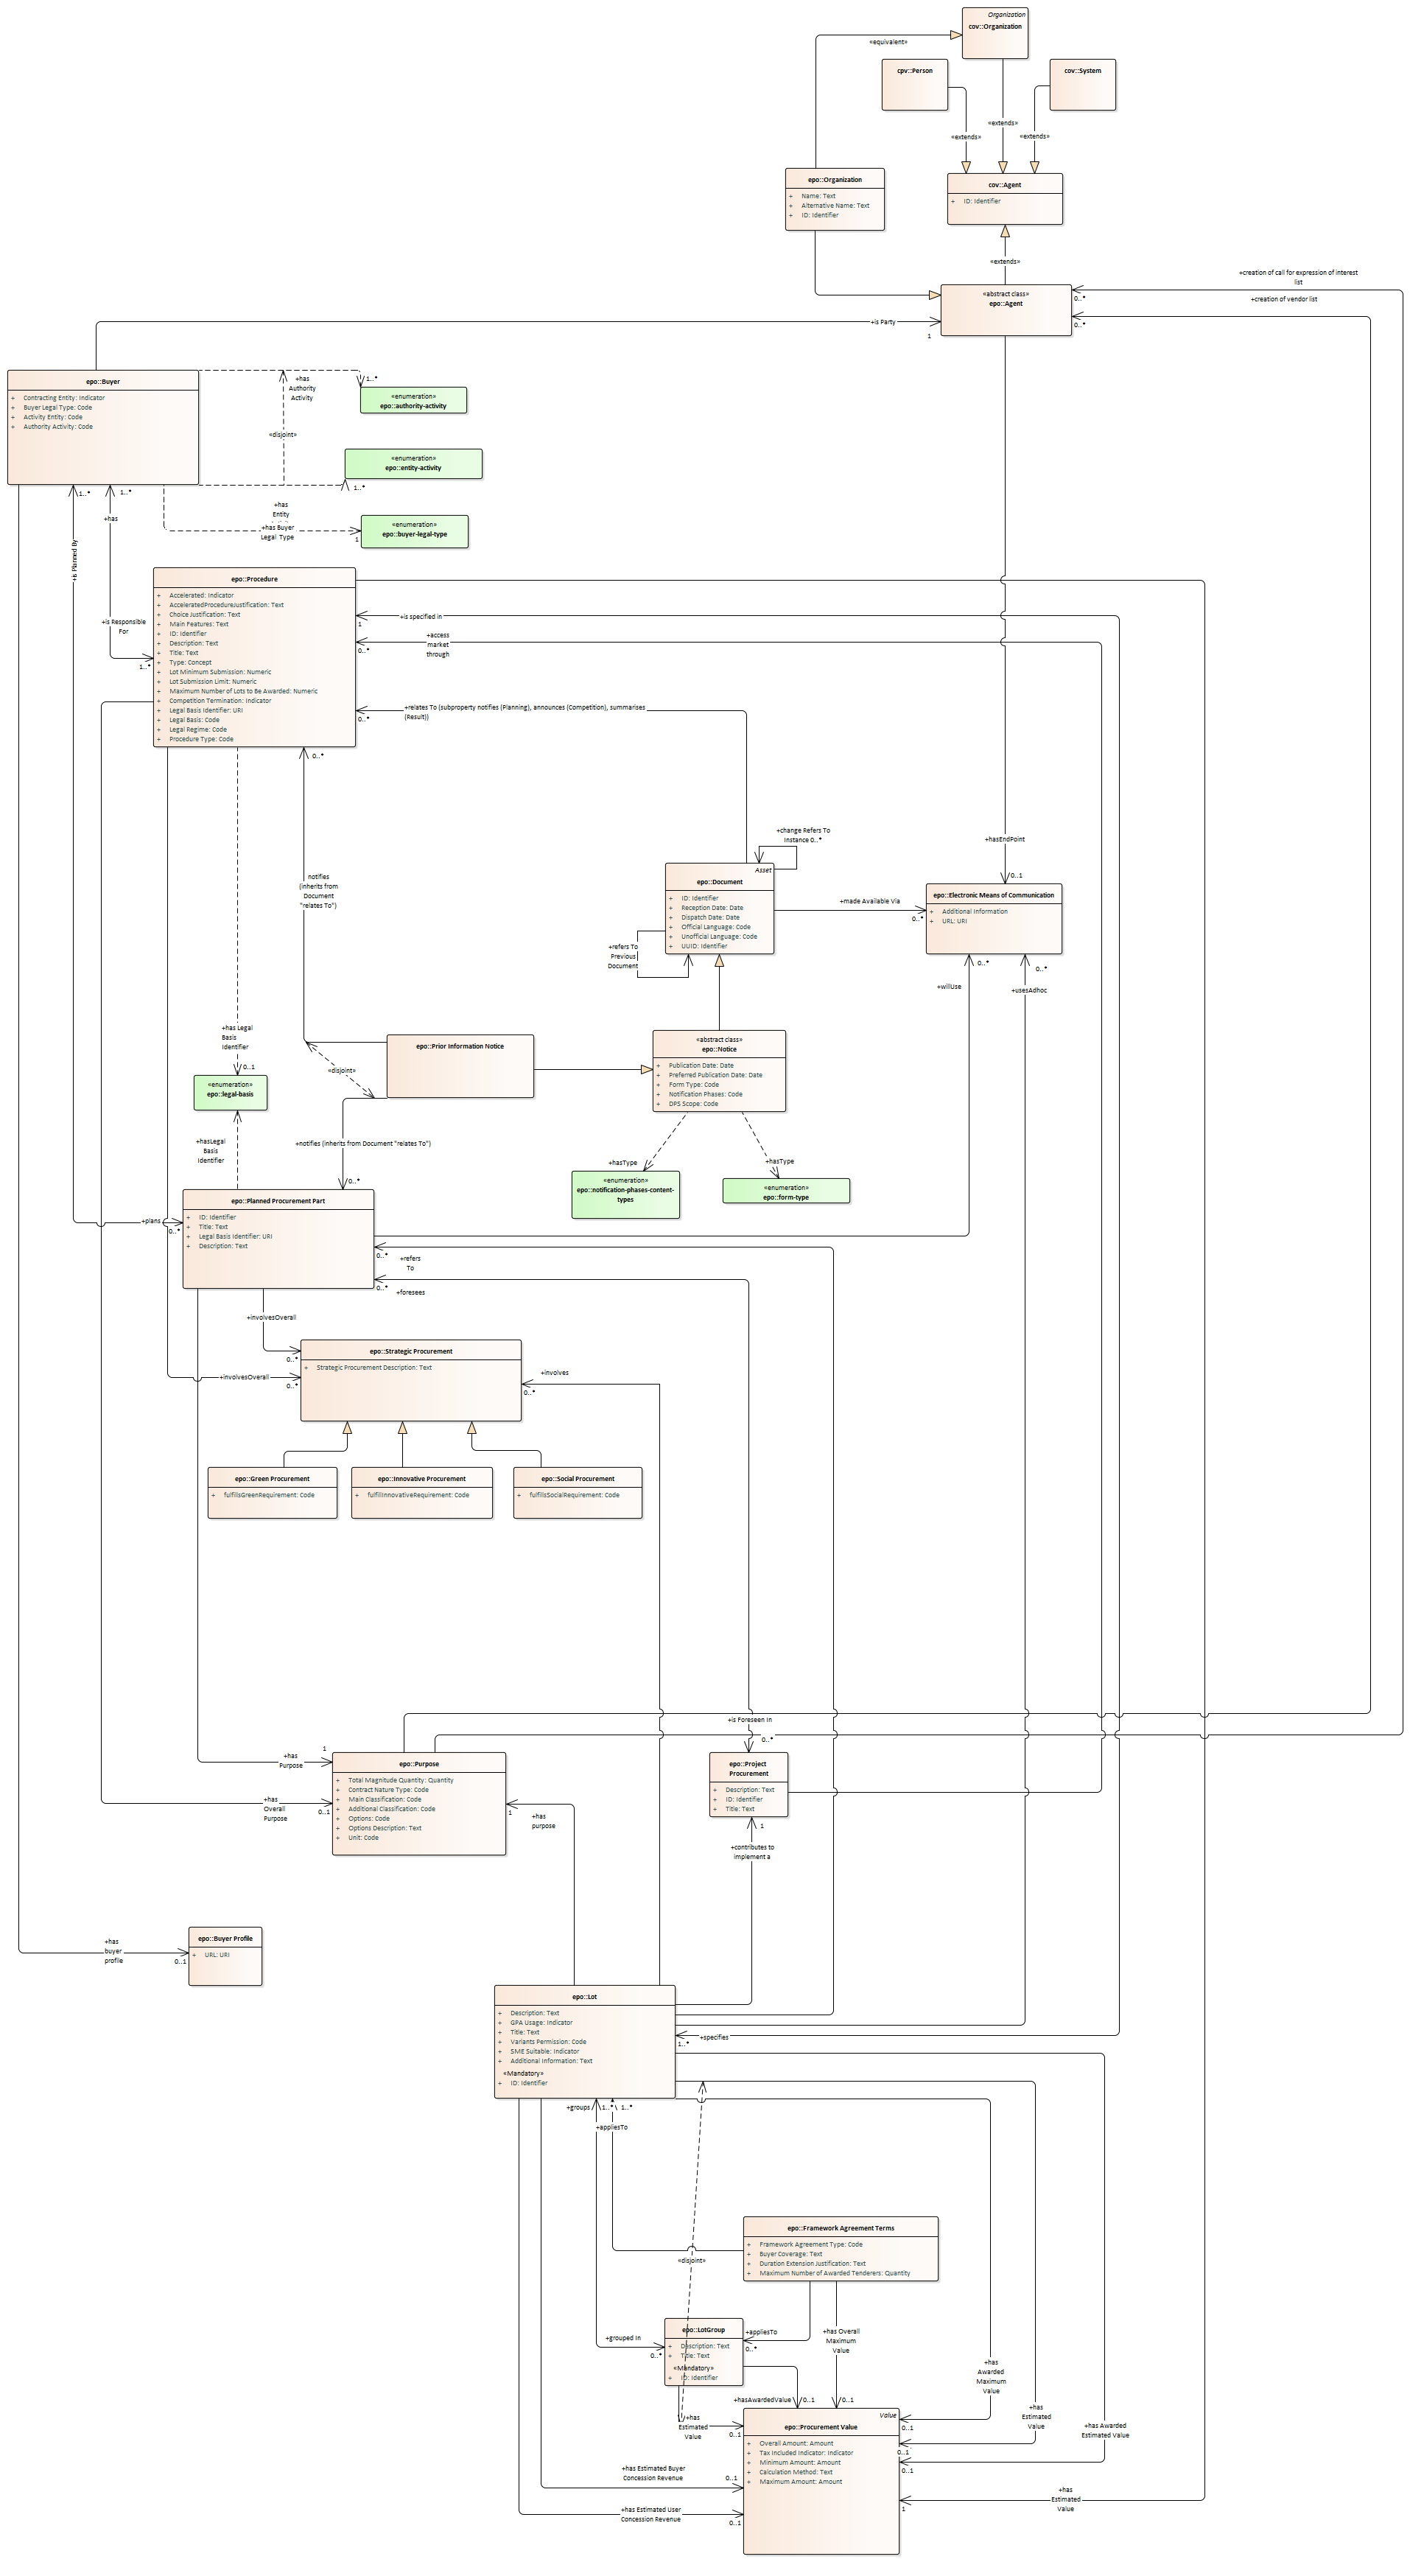 Organization
cov::Organization
«equivalent»
cpv::Person
cov::System
«extends»
«extends»
«extends»
epo::Organization
+ Name: Text
+ Alternative Name: Text
+ ID: Identifier
cov::Agent
+ ID: Identifier
«extends»
+creation of call for expression of interest
list
0..*
+creation of vendor list
0..*
«abstract class»
epo::Agent
+is Party
1
epo::Buyer
+ Contracting Entity: Indicator
+ Buyer Legal Type: Code
+ Activity Entity: Code
+ Authority Activity: Code
+has
Authority
Activity
1..*
«enumeration»
epo::authority-activity
«disjoint»
«enumeration»
epo::entity-activity
1..*
+has
Entity
+has Buyer
Legal Type
1
«enumeration»
epo::buyer-legal-type
1..*
1..*
+has
+is Planned By
+is Responsible
For
1..*
epo::Procedure
+ Accelerated: Indicator
+ AcceleratedProcedureJustification: Text
+ Choice Justification: Text
+ Main Features: Text
+ ID: Identifier
+ Description: Text
+ Title: Text
+ Type: Concept
+ Lot Minimum Submission: Numeric
+ Lot Submission Limit: Numeric
+ Maximum Number of Lots to Be Awarded: Numeric
+ Competition Termination: Indicator
+ Legal Basis Identifier: URI
+ Legal Basis: Code
+ Legal Regime: Code
+ Procedure Type: Code
+is specified in
1
+access
market
through
0..*
+relates To (subproperty notifies (Planning), announces (Competition), summarises
(Result))
0..*
0..*
+change Refers To
Instance 0..*
Asset
epo::Document
+ ID: Identifier
+ Reception Date: Date
+ Dispatch Date: Date
+ Official Language: Code
+ Unofficial Language: Code
+ UUID: Identifier
+hasEndPoint
0..1
+made Available Via
0..*
epo::Electronic Means of Communication
+ Additional Information
+ URL: URI
notifies
(inherits from
Document
"relates To")
+refers To
Previous
Document
0..*
0..*
+willUse
+usesAdhoc
+has Legal
Basis
Identifier
0..1
«enumeration»
epo::legal-basis
+hasLegal
Basis
Identifier
epo::Prior Information Notice
«disjoint»
«abstract class»
epo::Notice
+ Publication Date: Date
+ Preferred Publication Date: Date
+ Form Type: Code
+ Notification Phases: Code
+ DPS Scope: Code
+notifies (inherits from Document "relates To")
0..*
+hasType
+hasType
«enumeration»
epo::notification-phases-content-
types
«enumeration»
epo::form-type
epo::Planned Procurement Part
+ ID: Identifier
+ Title: Text
+ Legal Basis Identifier: URI
+ Description: Text
+plans
0..*
0..*
+refers
To
0..*
+foresees
+involvesOverall
0..*
+involvesOverall
0..*
epo::Strategic Procurement
+ Strategic Procurement Description: Text
+involves
0..*
epo::Green Procurement
+ fulfillsGreenRequirement: Code
epo::Innovative Procurement
+ fulfillInnovativeRequirement: Code
epo::Social Procurement
+ fulfillsSocialRequirement: Code
+is Foreseen In
0..*
+has
Purpose
1
+has
Overall
Purpose
0..1
epo::Purpose
+ Total Magnitude Quantity: Quantity
+ Contract Nature Type: Code
+ Main Classification: Code
+ Additional Classification: Code
+ Options: Code
+ Options Description: Text
+ Unit: Code
1
+has
purpose
epo::Project
Procurement
+ Description: Text
+ ID: Identifier
+ Title: Text
1
+contributes to
implement a
+has
buyer
profile
0..1
epo::Buyer Profile
+ URL: URI
epo::Lot
+ Description: Text
+ GPA Usage: Indicator
+ Title: Text
+ Variants Permission: Code
+ SME Suitable: Indicator
+ Additional Information: Text
«Mandatory»
+ ID: Identifier
+specifies
1..*
+groups
1..*
1..*
+appliesTo
epo::Framework Agreement Terms
+ Framework Agreement Type: Code
+ Buyer Coverage: Text
+ Duration Extension Justification: Text
+ Maximum Number of Awarded Tenderers: Quantity
«disjoint»
+grouped In
0..*
epo::LotGroup
+ Description: Text
+ Title: Text
«Mandatory»
+ ID: Identifier
+appliesTo
0..*
+has Overall
Maximum
Value
0..1
+hasAwardedValue
0..1
+has
Estimated
Value
0..1
+has
Awarded
Maximum
Value
0..1
+has
Estimated
Value
0..1
+has Awarded
Estimated Value
0..1
Value
epo::Procurement Value
+ Overall Amount: Amount
+ Tax Included Indicator: Indicator
+ Minimum Amount: Amount
+ Calculation Method: Text
+ Maximum Amount: Amount
+has Estimated Buyer
Concession Revenue
0..1
+has Estimated User
Concession Revenue
0..1
+has
Estimated
Value
1